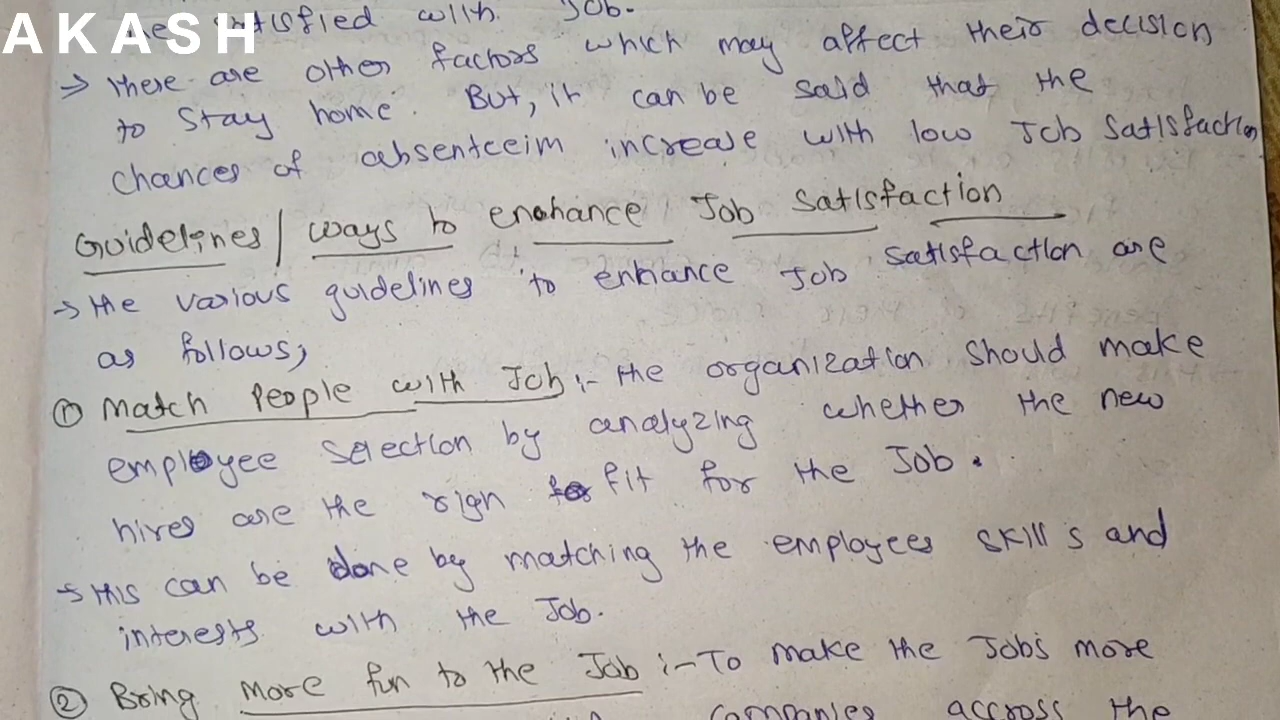 AKASH
satisfied with Job.
→ there are other factors which may affect their decision
to stay home. But, it can be said that the
chances of absentceim increase with low Job Satisfaction
Guidelines / ways to enahance Job satisfaction
→ the various guidelines to enhance Job satisfaction are
as follows;
① Match People with Job :- the organization should make
employee selection by analyzing whether the new
hires are the righ fit for the Job.
→ this can be done by matching the employees skills and
interests with the Job.
② Bring more fun to the Job :- To make the Jobs more
companies accross the